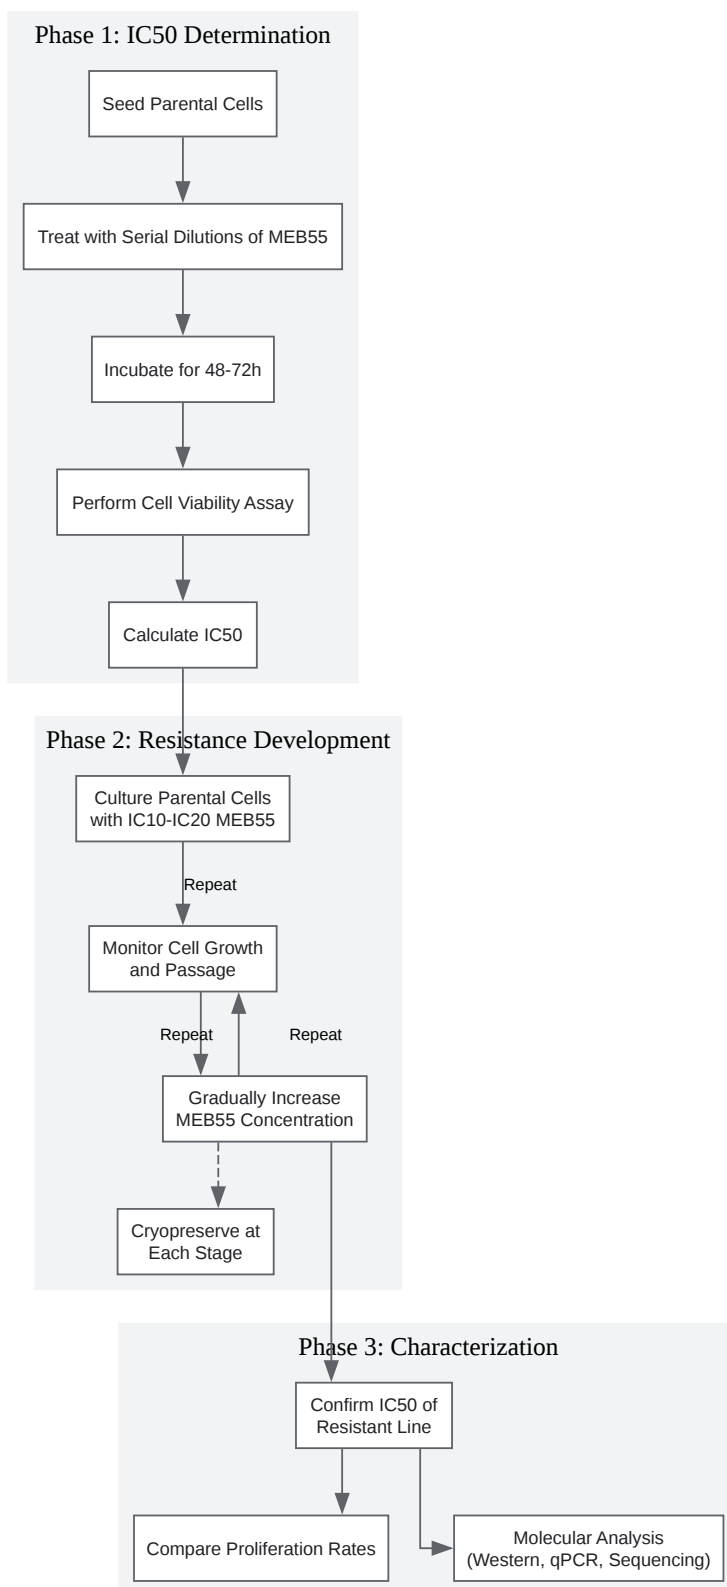 Phase 1: IC50 Determination
Seed Parental Cells
Treat with Serial Dilutions of MEB55
Incubate for 48-72h
Perform Cell Viability Assay
Calculate IC50
Phase 2: Resistance Development
Culture Parental Cells
with IC10-IC20 MEB55
Repeat
Monitor Cell Growth
and Passage
Repeat
Repeat
Gradually Increase
MEB55 Concentration
Cryopreserve at
Each Stage
Phase 3: Characterization
Confirm IC50 of
Resistant Line
Compare Proliferation Rates
Molecular Analysis
(Western, qPCR, Sequencing)